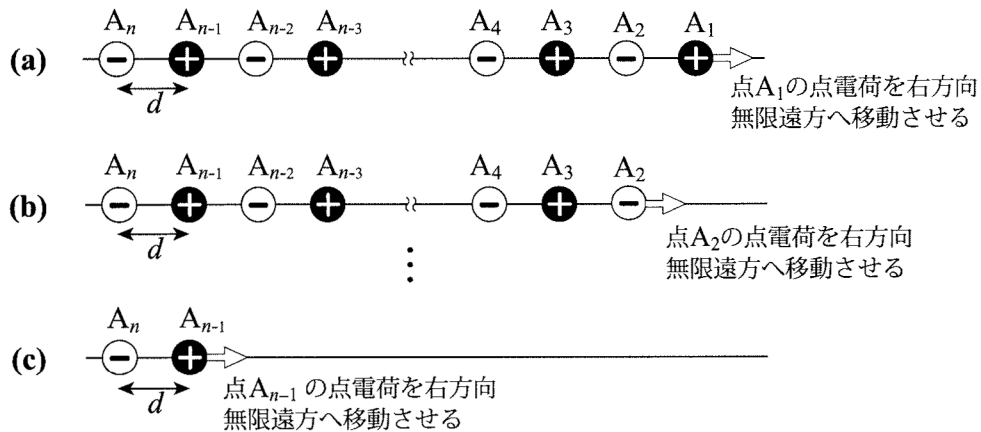 Aₙ Aₙ₋₁ Aₙ₋₂ Aₙ₋₃ A₄ A₃ A₂ A₁
(a) − + − + − + − +
d
点A₁の点電荷を右方向
無限遠方へ移動させる
Aₙ Aₙ₋₁ Aₙ₋₂ Aₙ₋₃ A₄ A₃ A₂
(b) − + − + − + −
d
点A₂の点電荷を右方向
無限遠方へ移動させる
⋮
Aₙ Aₙ₋₁
(c) − +
d
点Aₙ₋₁の点電荷を右方向
無限遠方へ移動させる